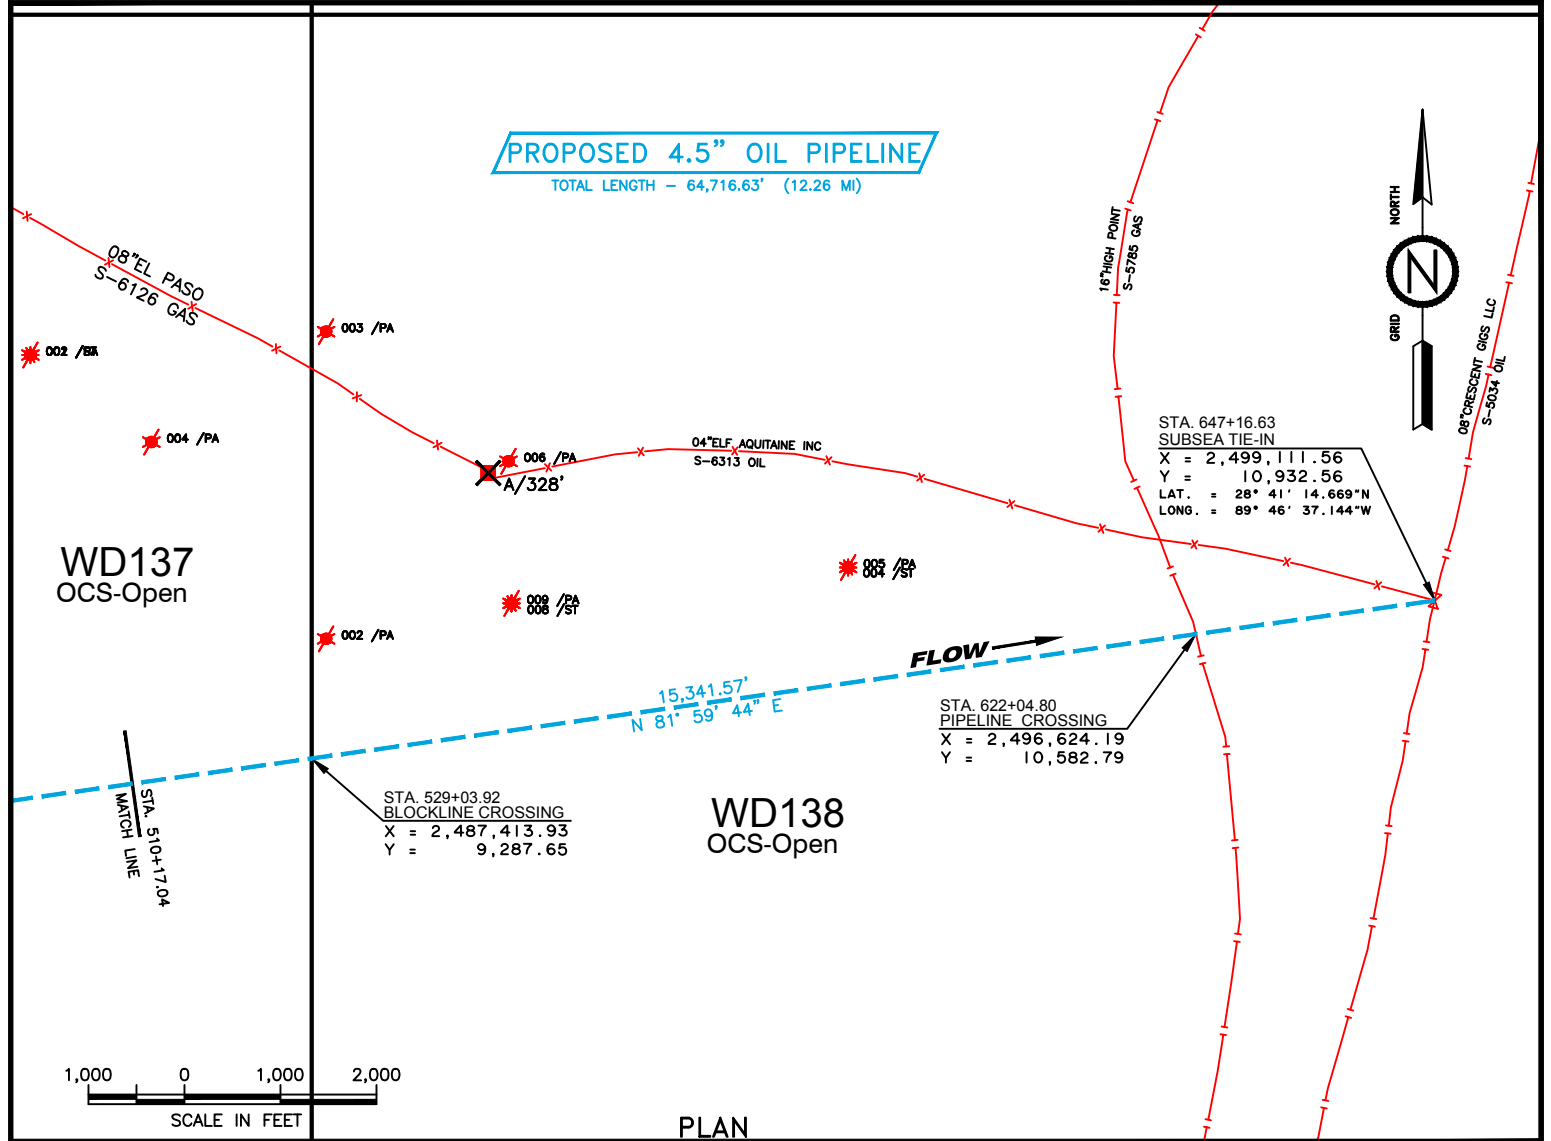 PROPOSED 4.5” OIL PIPELINE
TOTAL LENGTH – 64,716.63' (12.26 MI)
08"EL PASO
S–6126 GAS
003 /PA
004 /PA
006 /PA
A/328'
04"ELF AQUITAINE INC
S–6313 OIL
16"HIGH POINT
S–5785 GAS
NORTH
N
GRID
08"CRESCENT GIGS LLC
S–5034 OIL
STA. 647+16.63
SUBSEA TIE-IN
X = 2,499,111.56
Y = 10,932.56
LAT. = 28° 41' 14.669"N
LONG. = 89° 46' 37.144"W
WD137
OCS-Open
005 /PA
004 /ST
009 /PA
008 /ST
002 /PA
FLOW
15,341.57'
N 81° 59' 44" E
STA. 622+04.80
PIPELINE CROSSING
X = 2,496,624.19
Y = 10,582.79
STA. 510+17.04
MATCH LINE
STA. 529+03.92
BLOCKLINE CROSSING
X = 2,487,413.93
Y = 9,287.65
WD138
OCS-Open
1,000 0 1,000 2,000
SCALE IN FEET
PLAN